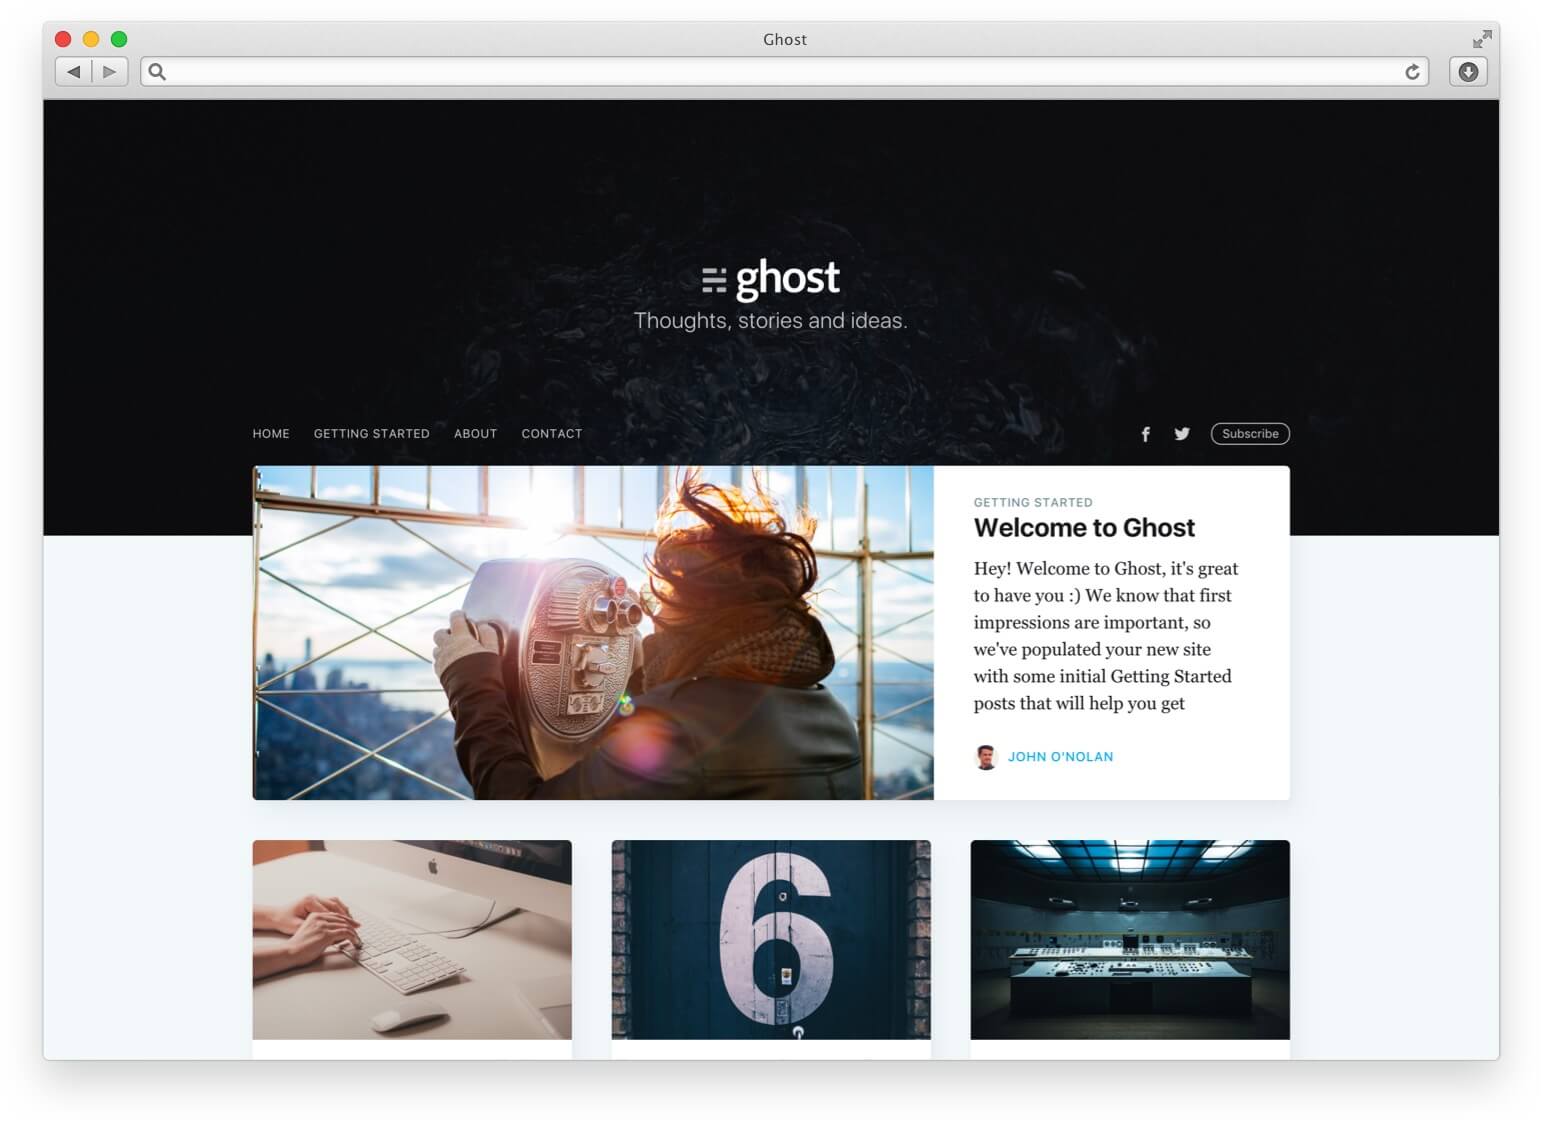 Ghost
ghost
Thoughts, stories and ideas.
HOME GETTING STARTED ABOUT CONTACT
Subscribe
GETTING STARTED
Welcome to Ghost
Hey! Welcome to Ghost, it's great
to have you :) We know that first
impressions are important, so
we've populated your new site
with some initial Getting Started
posts that will help you get
JOHN O'NOLAN
6